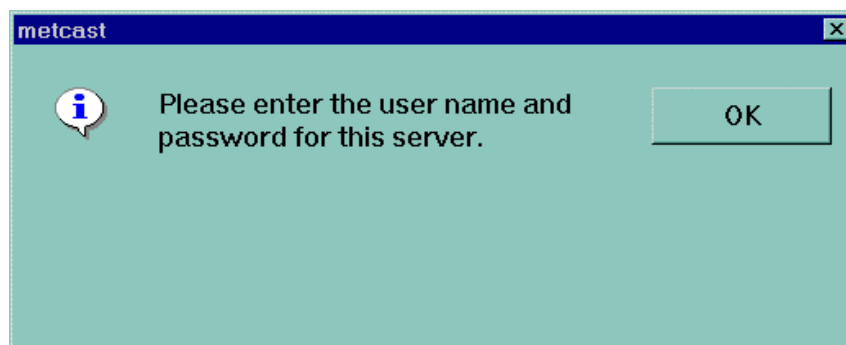 metcast
Please enter the user name and
password for this server.
OK